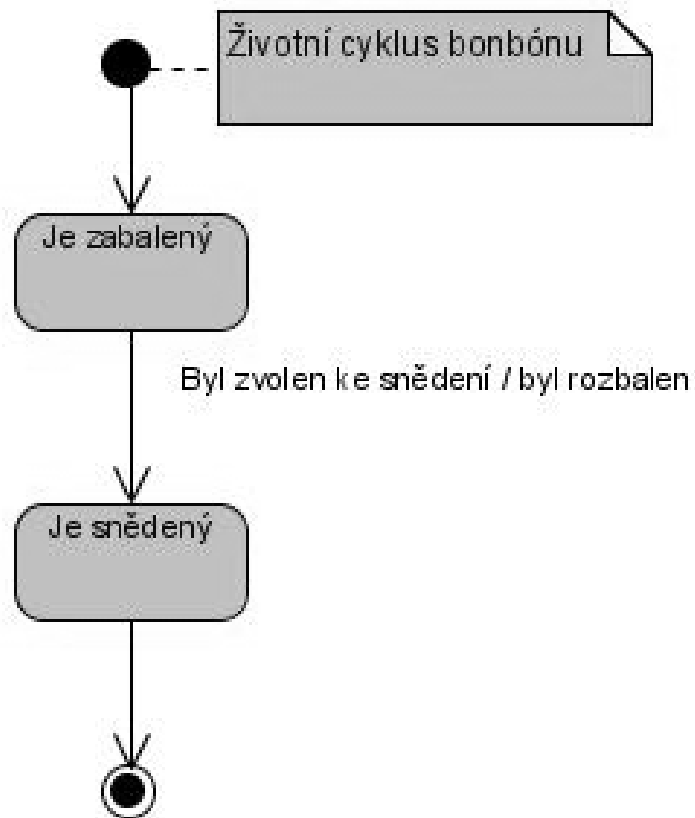 Životní cyklus bonbónu
Je zabalený
Byl zvolen ke snědení / byl rozbalen
Je snědený